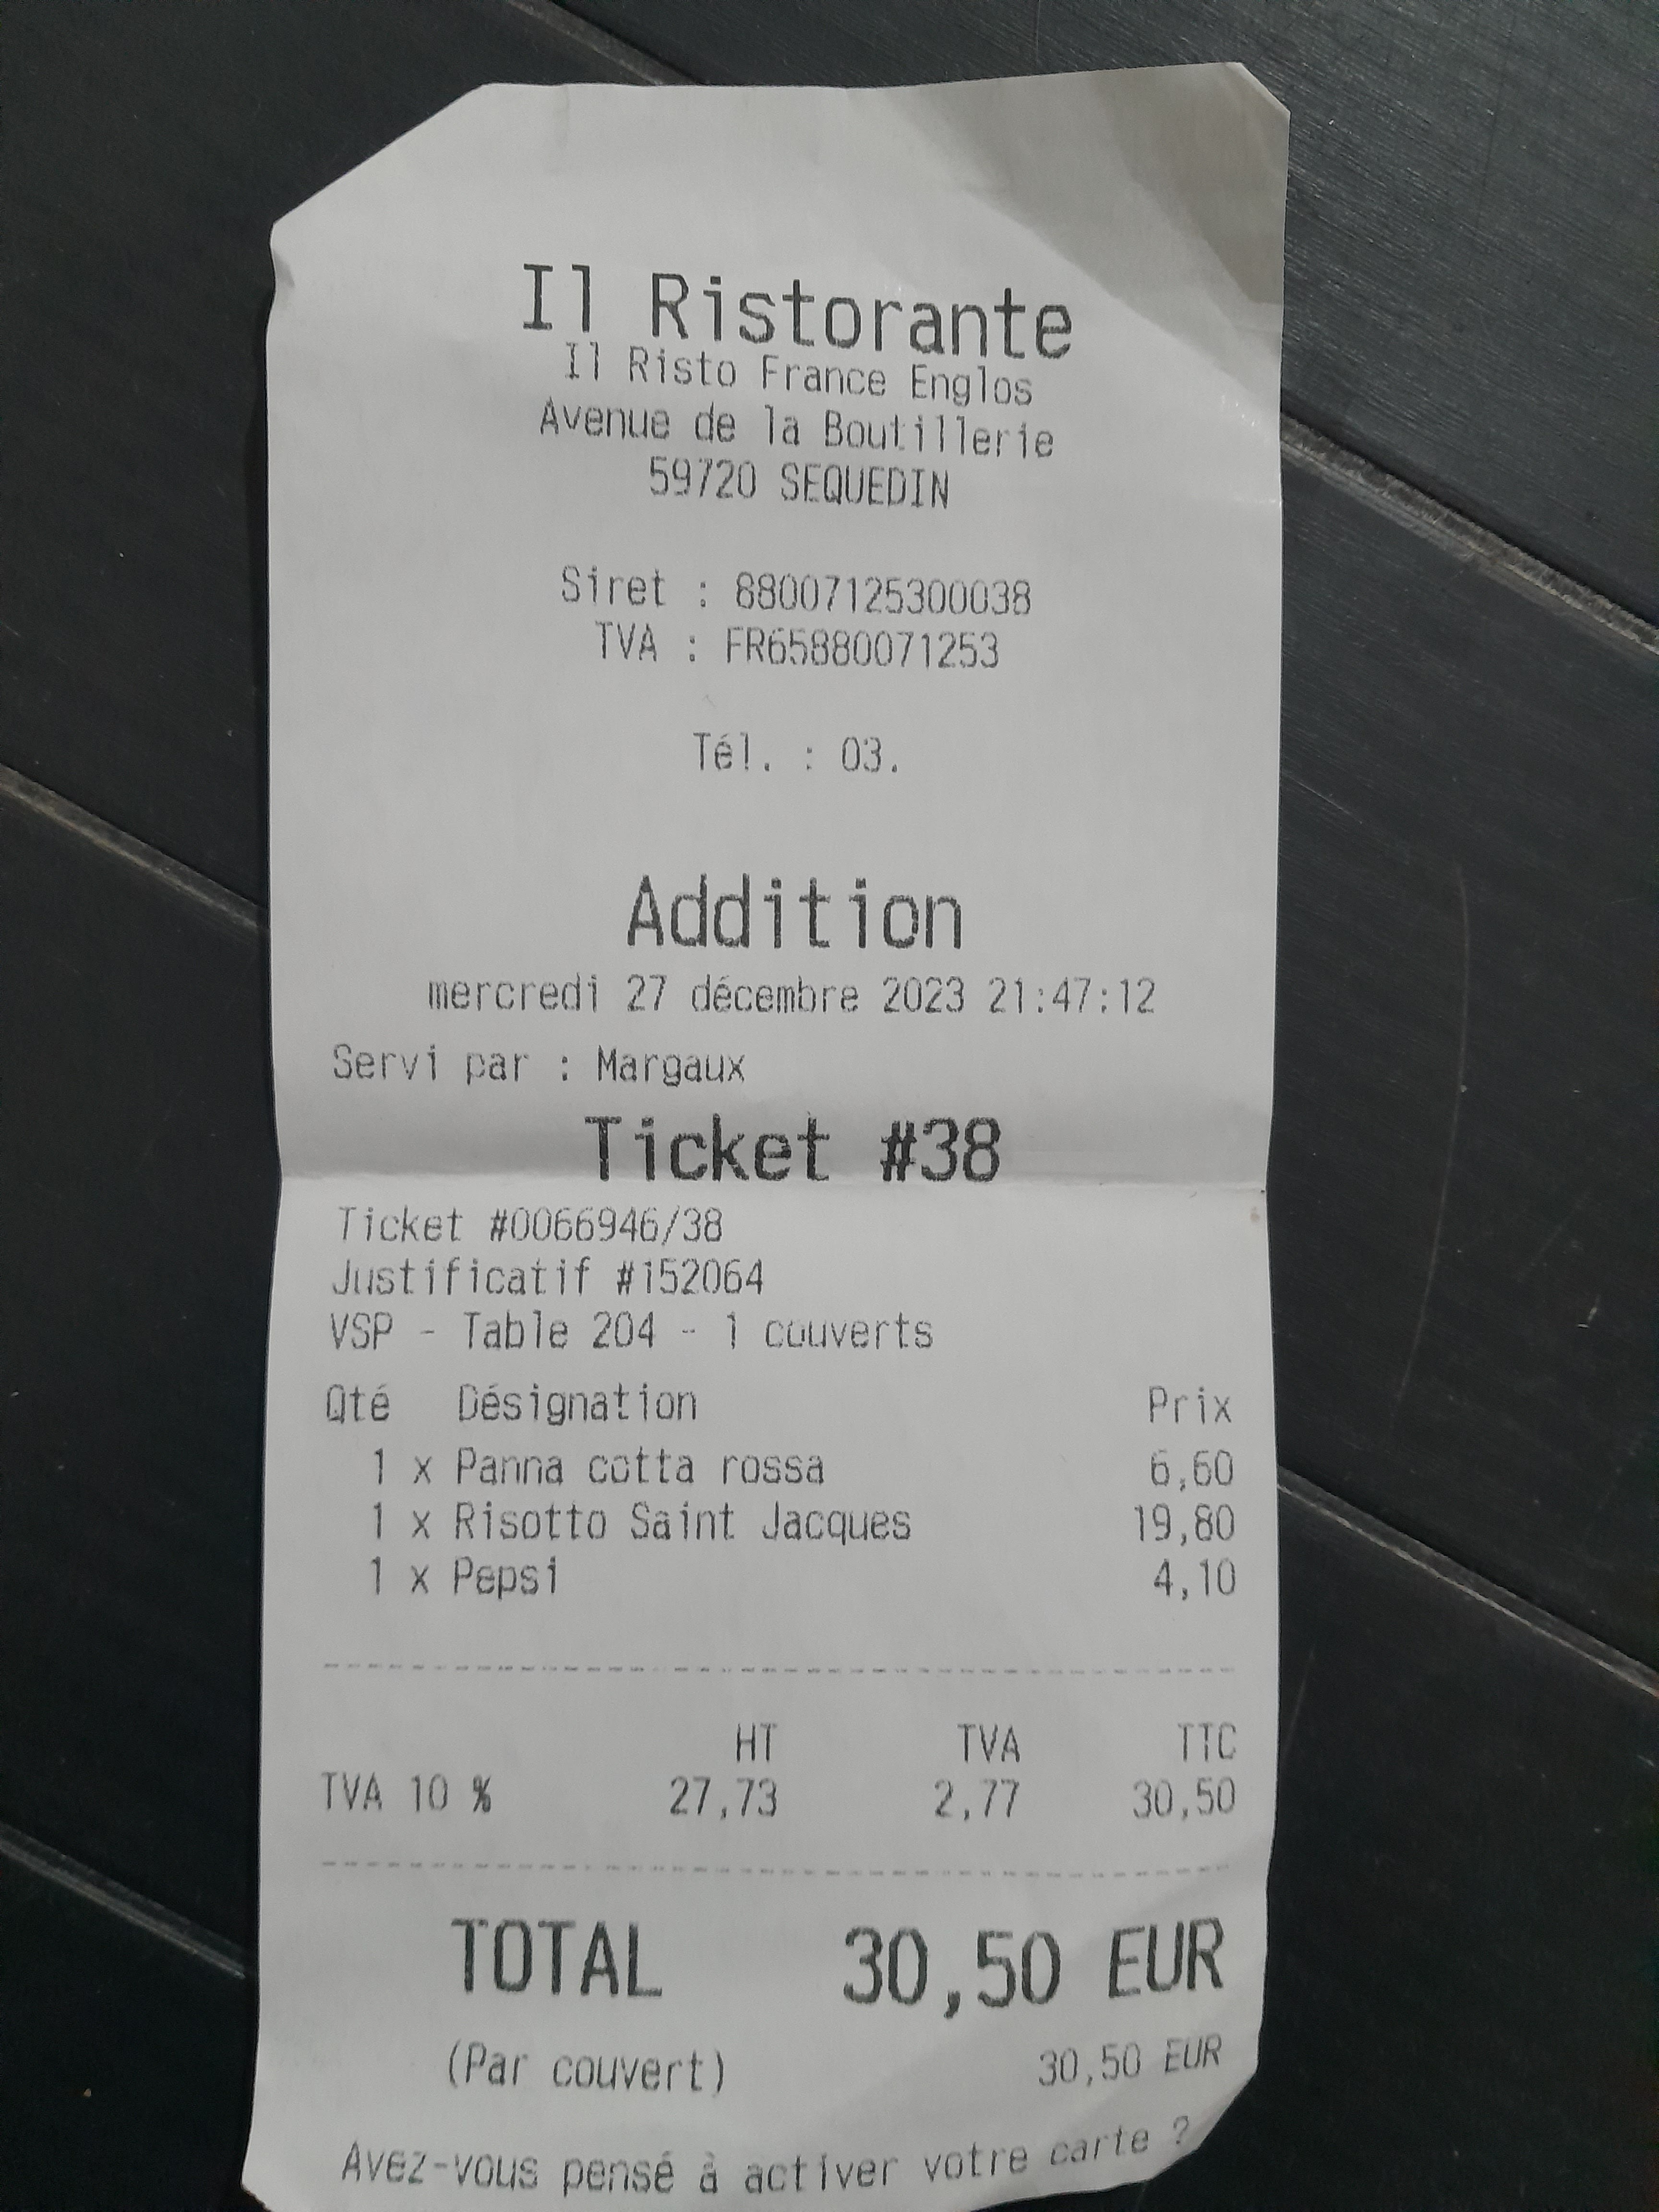 Il Ristorante
Il Risto France Englos
Avenue de la Boutillerie
59720 SEQUEDIN
Siret : 88007125300038
TVA : FR65880071253
Tél. : 03.
Addition
mercredi 27 décembre 2023 21:47:12
Servi par : Margaux
Ticket #38
Ticket #0066946/38
Justificatif #152064
VSP - Table 204 - 1 couverts
Qté Désignation Prix
1 x Panna cotta rossa 6,60
1 x Risotto Saint Jacques 19,80
1 x Pepsi 4,10
HT TVA TTC
TVA 10 % 27,73 2,77 30,50
TOTAL 30,50 EUR
(Par couvert) 30,50 EUR
Avez-vous pensé à activer votre carte ?